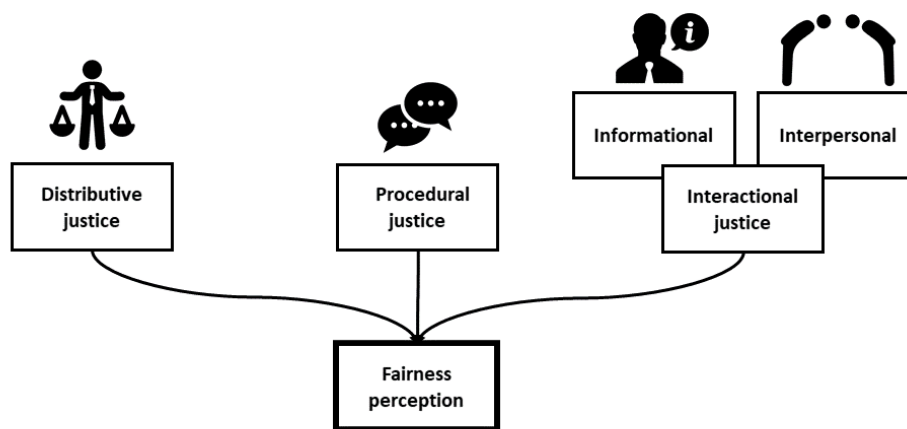 i
Informational
Interpersonal
Distributive
justice
Procedural
justice
Interactional
justice
Fairness
perception